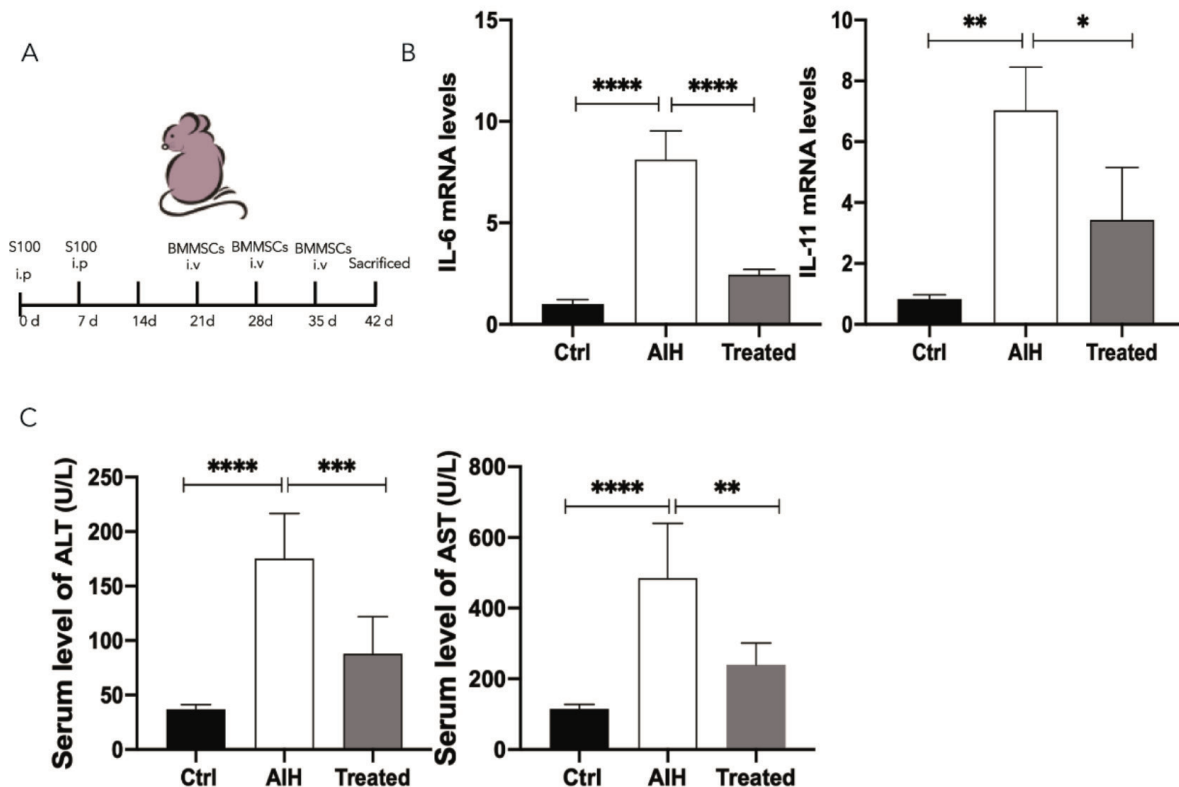 A
S100
i.p
S100
i.p
BMMSCs
i.v
BMMSCs
i.v
BMMSCs
i.v
Sacrificed
0 d
7 d
14d
21d
28d
35 d
42 d
B
IL-6 mRNA levels
15
10
5
0
****
****
Ctrl
AIH
Treated
IL-11 mRNA levels
10
8
6
4
2
0
**
*
Ctrl
AIH
Treated
C
Serum level of ALT (U/L)
250
200
150
100
50
0
****
***
Ctrl
AIH
Treated
Serum level of AST (U/L)
800
600
400
200
0
****
**
Ctrl
AIH
Treated